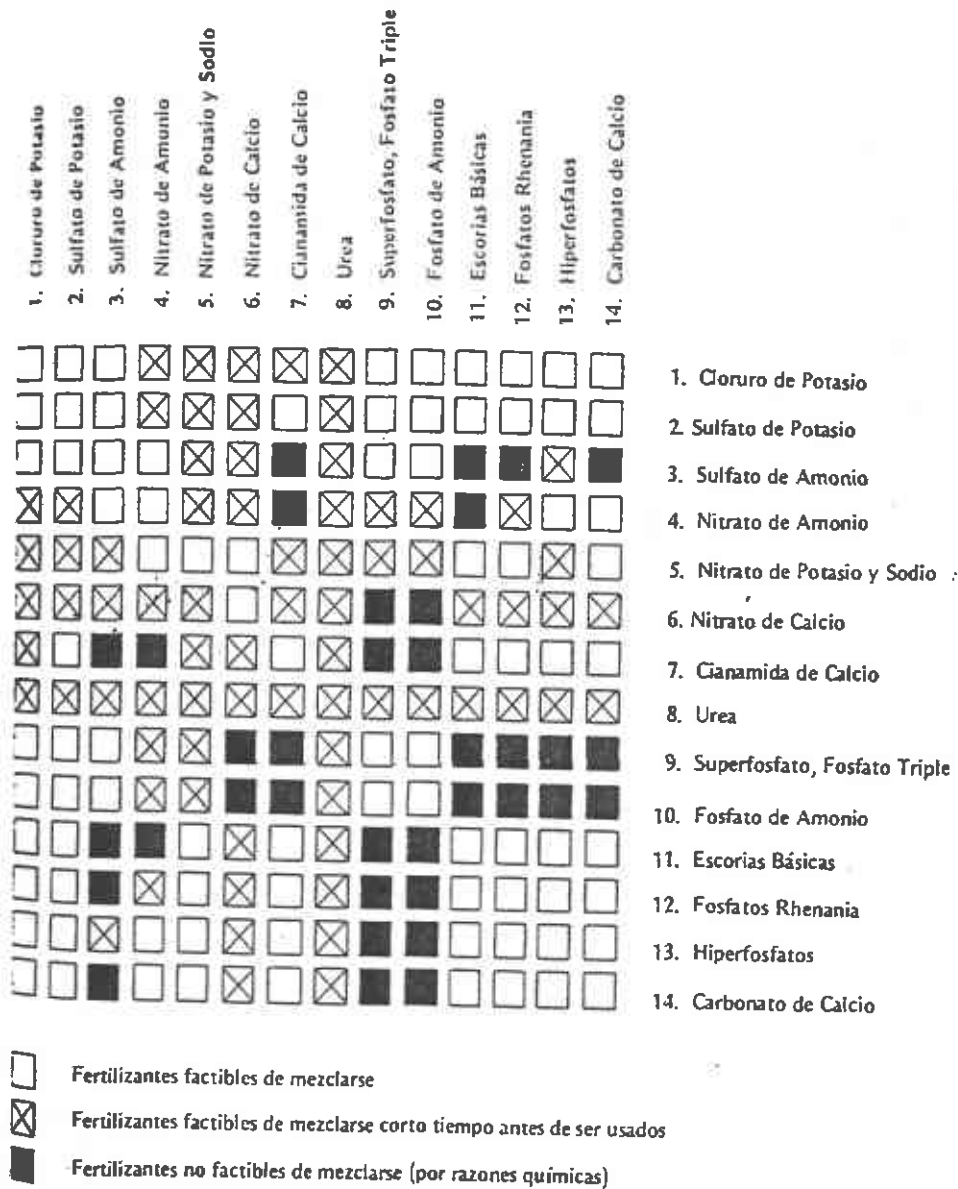 1. Cloruro de Potasio
2. Sulfato de Potasio
3. Sulfato de Amonio
4. Nitrato de Amonio
5. Nitrato de Potasio y Sodio
6. Nitrato de Calcio
7. Cianamida de Calcio
8. Urea
9. Superfosfato, Fosfato Triple
10. Fosfato de Amonio
11. Escorias Básicas
12. Fosfatos Rhenania
13. Hiperfosfatos
14. Carbonato de Calcio
1. Cloruro de Potasio
2. Sulfato de Potasio
3. Sulfato de Amonio
4. Nitrato de Amonio
5. Nitrato de Potasio y Sodio
6. Nitrato de Calcio
7. Cianamida de Calcio
8. Urea
9. Superfosfato, Fosfato Triple
10. Fosfato de Amonio
11. Escorias Básicas
12. Fosfatos Rhenania
13. Hiperfosfatos
14. Carbonato de Calcio
Fertilizantes factibles de mezclarse
Fertilizantes factibles de mezclarse corto tiempo antes de ser usados
Fertilizantes no factibles de mezclarse (por razones químicas)